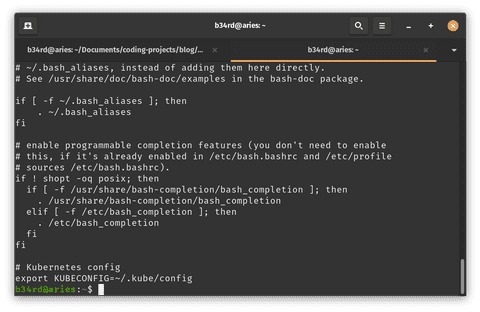 b34rd@aries: ~
b34rd@aries: ~/Documents/coding-projects/blog/...
b34rd@aries: ~
# ~/.bash_aliases, instead of adding them here directly.
# See /usr/share/doc/bash-doc/examples in the bash-doc package.
if [ -f ~/.bash_aliases ]; then
. ~/.bash_aliases
fi
# enable programmable completion features (you don't need to enable
# this, if it's already enabled in /etc/bash.bashrc and /etc/profile
# sources /etc/bash.bashrc).
if ! shopt -oq posix; then
if [ -f /usr/share/bash-completion/bash_completion ]; then
. /usr/share/bash-completion/bash_completion
elif [ -f /etc/bash_completion ]; then
. /etc/bash_completion
fi
fi
# Kubernetes config
export KUBECONFIG=~/.kube/config
b34rd@aries:~$